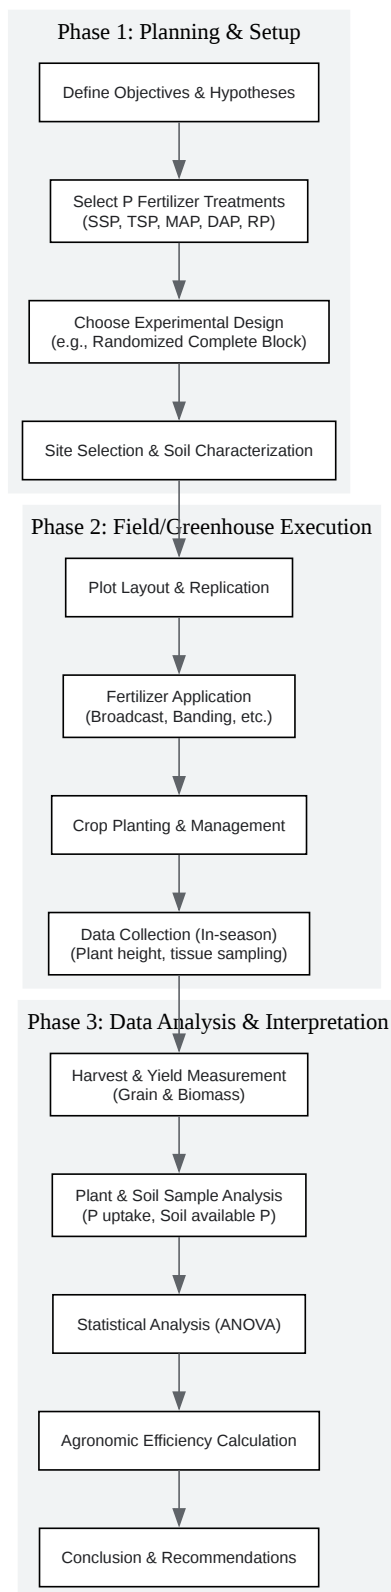 Phase 1: Planning & Setup
Define Objectives & Hypotheses
Select P Fertilizer Treatments
(SSP, TSP, MAP, DAP, RP)
Choose Experimental Design
(e.g., Randomized Complete Block)
Site Selection & Soil Characterization
Phase 2: Field/Greenhouse Execution
Plot Layout & Replication
Fertilizer Application
(Broadcast, Banding, etc.)
Crop Planting & Management
Data Collection (In-season)
(Plant height, tissue sampling)
Phase 3: Data Analysis & Interpretation
Harvest & Yield Measurement
(Grain & Biomass)
Plant & Soil Sample Analysis
(P uptake, Soil available P)
Statistical Analysis (ANOVA)
Agronomic Efficiency Calculation
Conclusion & Recommendations